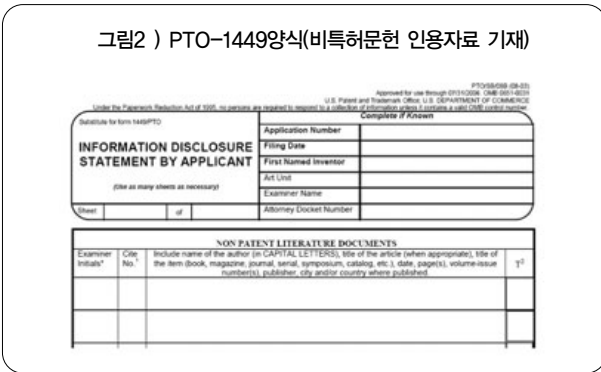 그림2 ) PTO-1449양식(비특허문헌 인용자료 기재)
PTO/SB/08B (08-03)
Approved for use through 07/31/2006. OMB 0651-0031
U.S. Patent and Trademark Office; U.S. DEPARTMENT OF COMMERCE
Under the Paperwork Reduction Act of 1995, no persons are required to respond to a collection of information unless it contains a valid OMB control number.
Substitute for form 1449/PTO
INFORMATION DISCLOSURE
STATEMENT BY APPLICANT
(Use as many sheets as necessary)
Sheet of
Complete if Known
Application Number
Filing Date
First Named Inventor
Art Unit
Examiner Name
Attorney Docket Number
NON PATENT LITERATURE DOCUMENTS
Examiner Initials*
Cite No.1
Include name of the author (in CAPITAL LETTERS), title of the article (when appropriate), title of
the item (book, magazine, journal, serial, symposium, catalog, etc.), date, page(s), volume-issue
number(s), publisher, city and/or country where published.
T2